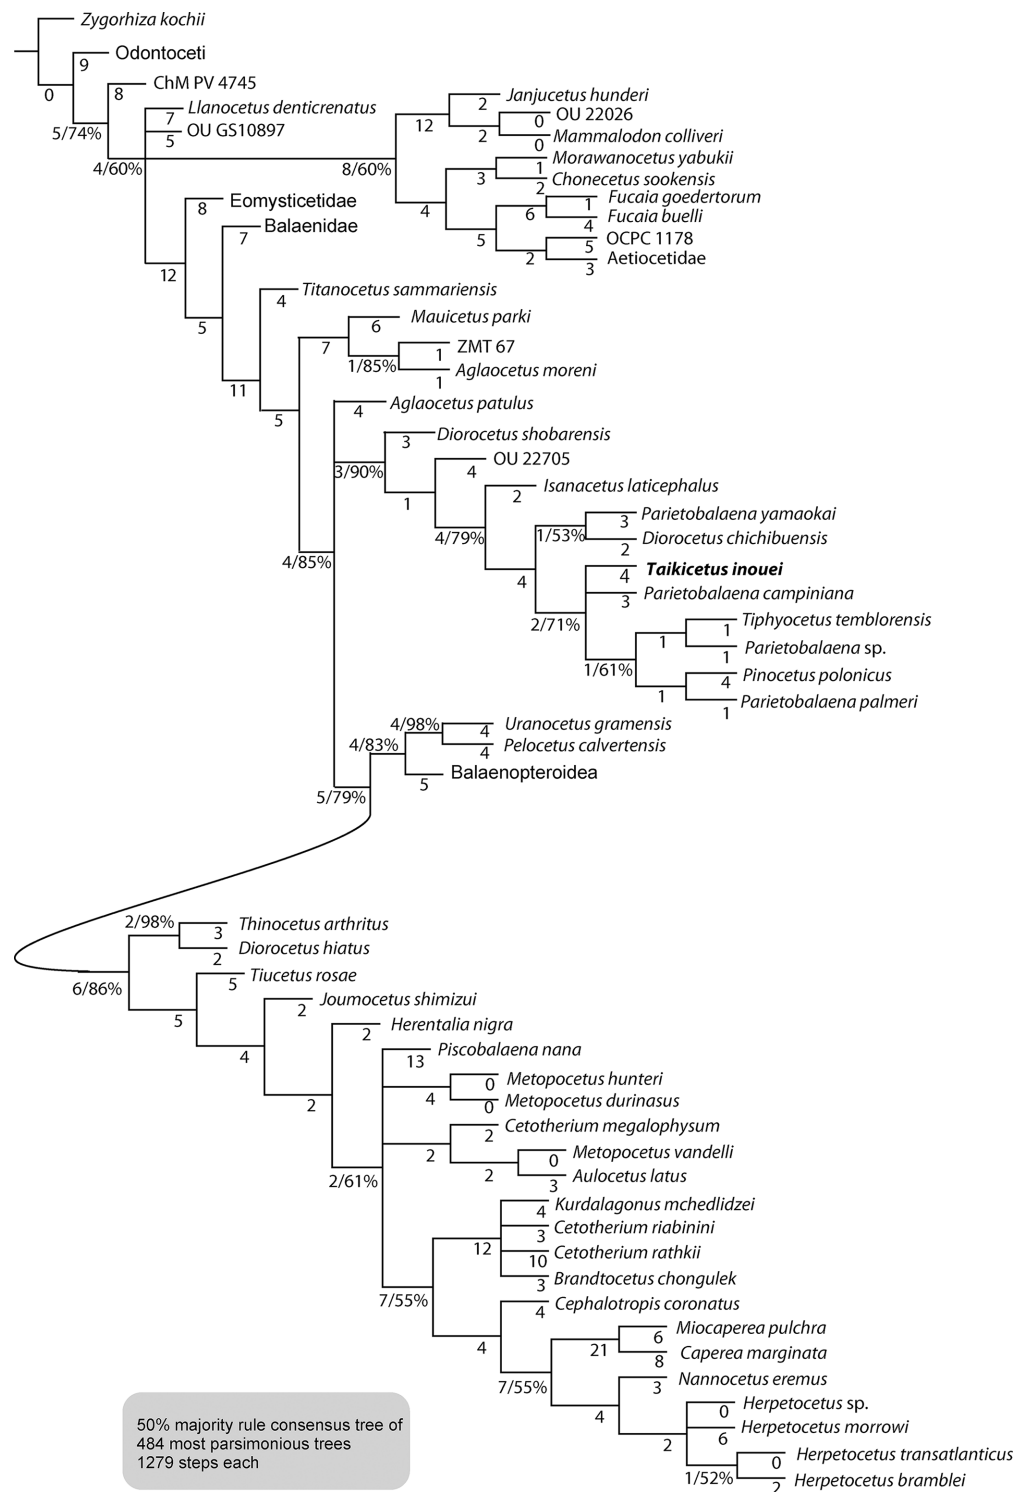 Zygorhiza kochii
Odontoceti
9
0
ChM PV 4745
8
5/74%
Llanocetus denticrenatus
7
OU GS10897
5
4/60%
8/60%
Janjucetus hunderi
2
12
OU 22026
0
2
Mammalodon colliveri
0
Morawanocetus yabukii
1
3
Chonecetus sookensis
2
4
Fucaia goedertorum
1
6
Fucaia buelli
4
5
OCPC 1178
5
2
Aetiocetidae
3
Eomysticetidae
8
12
Balaenidae
7
5
Titanocetus sammariensis
4
11
Mauicetus parki
6
7
ZMT 67
1
1/85%
Aglaocetus moreni
1
5
Aglaocetus patulus
4
Diorocetus shobarensis
3
3/90%
OU 22705
4
1
Isanacetus laticephalus
2
4/79%
Parietobalaena yamaokai
3
1/53%
Diorocetus chichibuensis
2
4/85%
4
Taikicetus inouei
4
Parietobalaena campiniana
3
2/71%
Tiphyocetus temblorensis
1
1
Parietobalaena sp.
1
1/61%
Pinocetus polonicus
4
1
Parietobalaena palmeri
1
4/98%
Uranocetus gramensis
4
4/83%
Pelocetus calvertensis
4
Balaenopteroidea
5
5/79%
2/98%
Thinocetus arthritus
3
Diorocetus hiatus
2
6/86%
Tiucetus rosae
5
5
Joumocetus shimizui
2
4
Herentalia nigra
2
2
Piscobalaena nana
13
Metopocetus hunteri
0
4
Metopocetus durinasus
0
Cetotherium megalophysum
2
2
Metopocetus vandelli
0
2
Aulocetus latus
3
2/61%
Kurdalagonus mchedlidzei
4
Cetotherium riabinini
3
12
Cetotherium rathkii
10
Brandtocetus chongulek
3
7/55%
Cephalotropis coronatus
4
4
Miocaperea pulchra
6
21
Caperea marginata
8
7/55%
Nannocetus eremus
3
4
Herpetocetus sp.
0
Herpetocetus morrowi
6
2
Herpetocetus transatlanticus
0
1/52%
Herpetocetus bramblei
2
50% majority rule consensus tree of
484 most parsimonious trees
1279 steps each